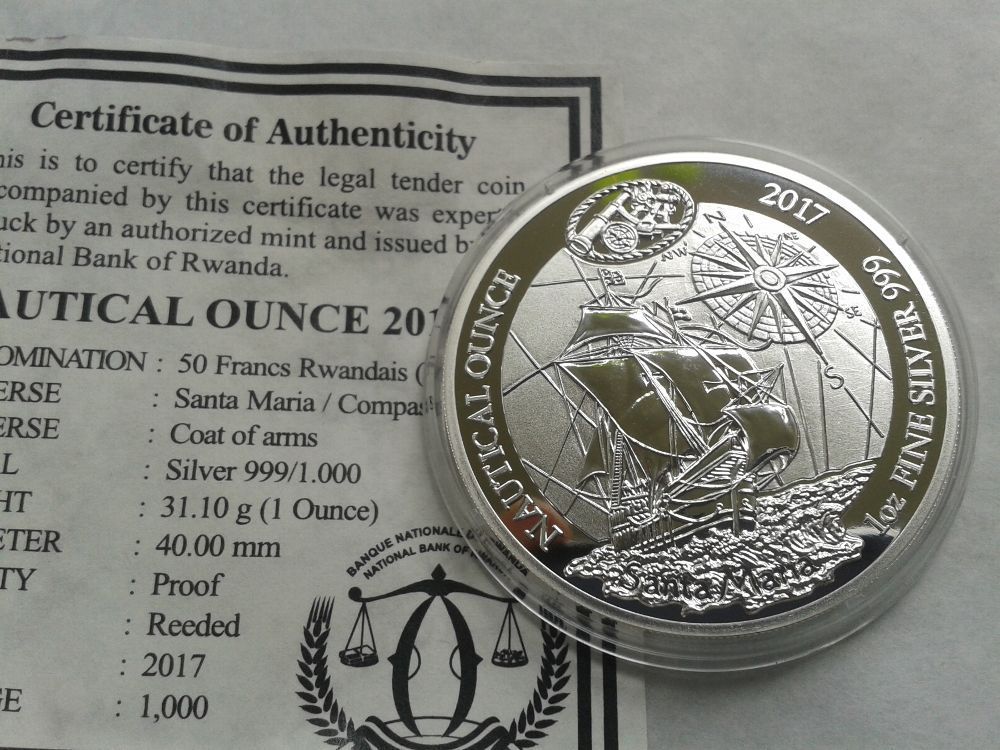 Certificate of Authenticity
is is to certify that the legal tender coin
companied by this certificate was exper
uck by an authorized mint and issued b
tional Bank of Rwanda.
AUTICAL OUNCE 201
OMINATION : 50 Francs Rwandais (
ERSE : Santa Maria / Compas
ERSE : Coat of arms
L : Silver 999/1.000
HT : 31.10 g (1 Ounce)
ETER : 40.00 mm
TY : Proof
: Reeded
: 2017
GE : 1,000
BANQUE NATIONALE DU RWANDA
NATIONAL BANK OF
NAUTICAL OUNCE
2017
1oz FINE SILVER 999
N
NW
NE
SE
S
Santa Maria